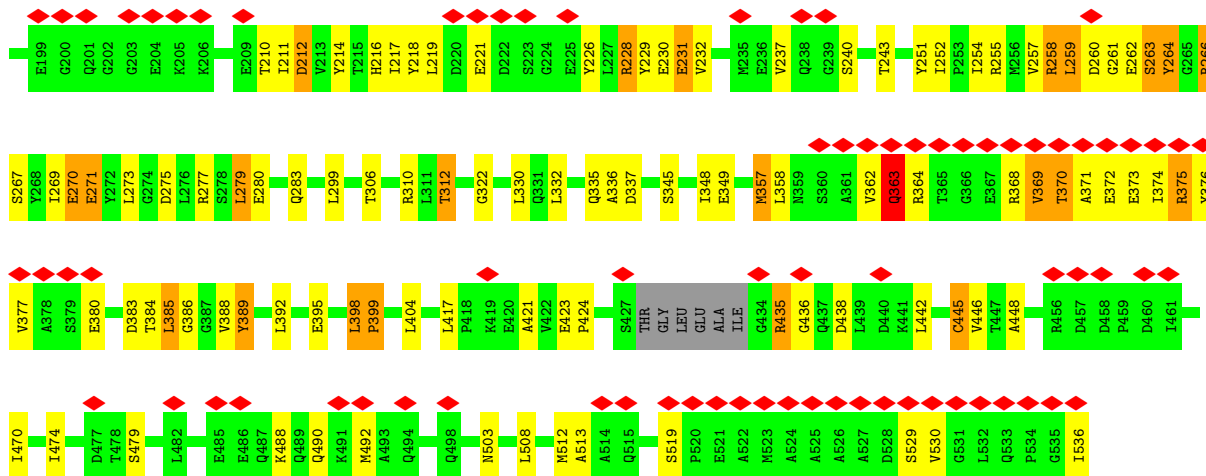 E199 G200 Q201 G202 G203 E204 K205 K206 E209 T210 I211 D212 V213 Y214 T215 H216 I217 Y218 L219 D220 E221 D222 S223 G224 E225 Y226 L227 R228 Y229 E230 E231 V232 M235 E236 V237 Q238 G239 S240 T243 Y251 I252 P253 I254 R255 M256 V257 R258 L259 D260 G261 E262 S263 Y264 G265 R266
S267 Y268 I269 E270 E271 Y272 L273 G274 D275 L276 R277 S278 L279 E280 Q283 L299 T306 R310 L311 T312 G322 L330 Q331 L332 Q335 A336 D337 S345 I348 E349 M357 L358 N359 S360 A361 V362 Q363 R364 T365 G366 E367 R368 V369 T370 A371 E372 E373 I374 R375 Y376
V377 A378 S379 E380 D383 T384 L385 G386 G387 V388 Y389 L392 E395 L398 P399 L404 L417 P418 K419 E420 A421 V422 E423 P424 S427 THR GLY LEU GLU ALA ILE G434 R435 G436 Q437 D438 L439 D440 K441 L442 C445 V446 T447 A448 R456 D457 D458 P459 D460 I461
I470 I474 D477 T478 S479 L482 E485 E486 Q487 K488 Q489 Q490 K491 M492 A493 Q494 Q498 N503 L508 M512 A513 A514 Q515 S519 P520 E521 A522 M523 A524 A525 A526 A527 D528 S529 V530 G531 L532 Q533 P534 G535 I536